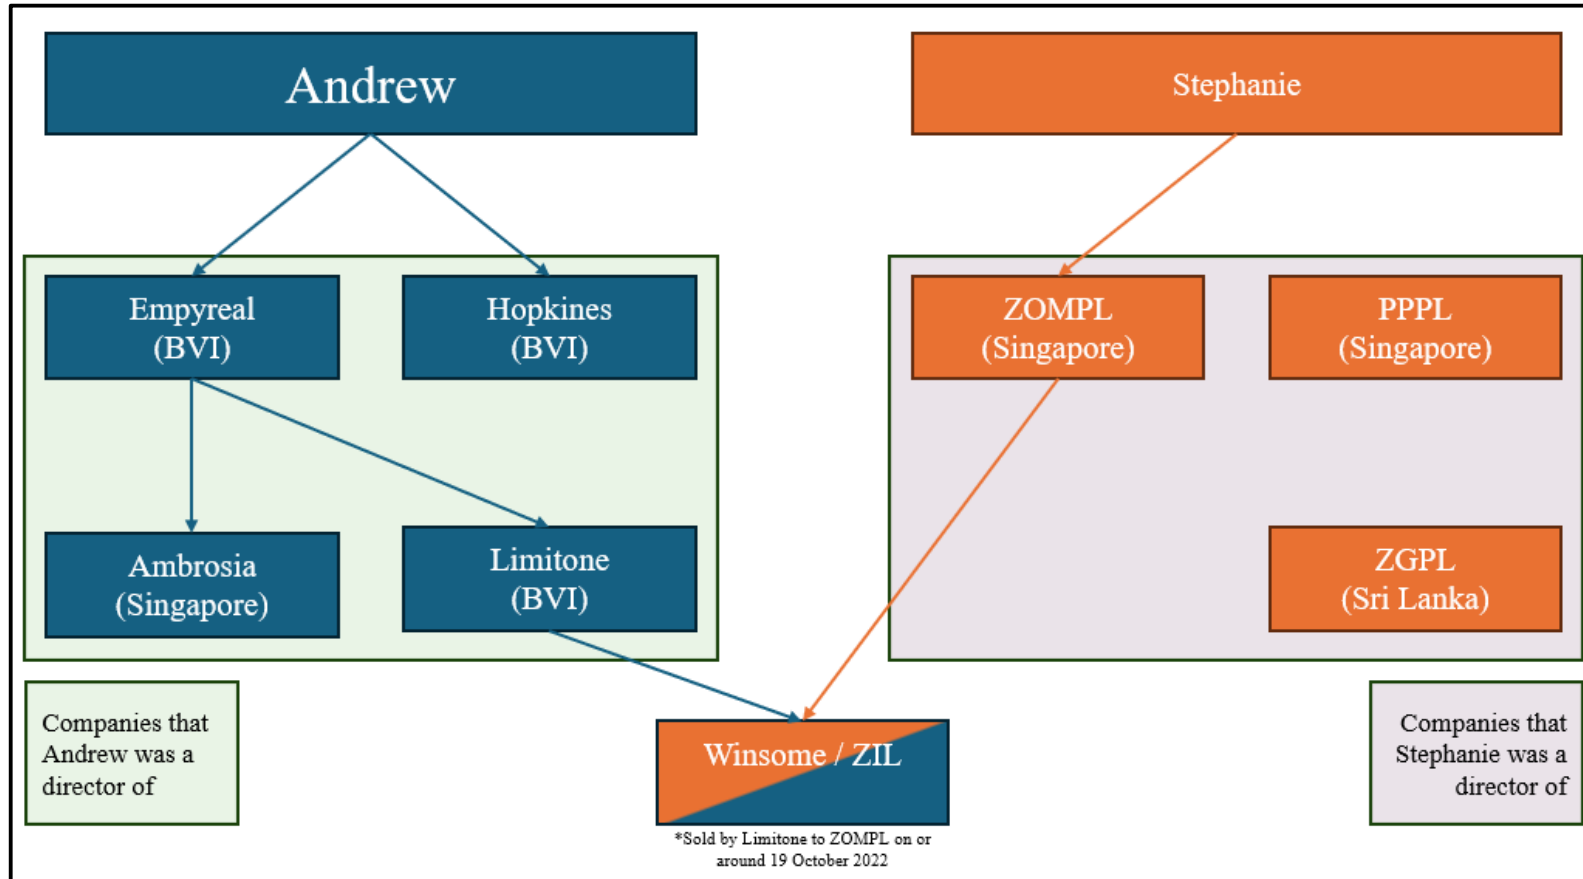 Andrew
Stephanie
Empyreal
(BVI)
Hopkines
(BVI)
ZOMPL
(Singapore)
PPPL
(Singapore)
Ambrosia
(Singapore)
Limitone
(BVI)
ZGPL
(Sri Lanka)
Companies that
Andrew was a
director of
Winsome / ZIL
*Sold by Limitone to ZOMPL on or
around 19 October 2022
Companies that
Stephanie was a
director of